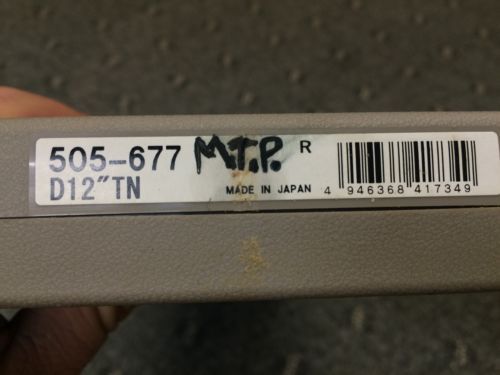 505-677 M.T.P. R
D12"TN MADE IN JAPAN 4 946368 417349